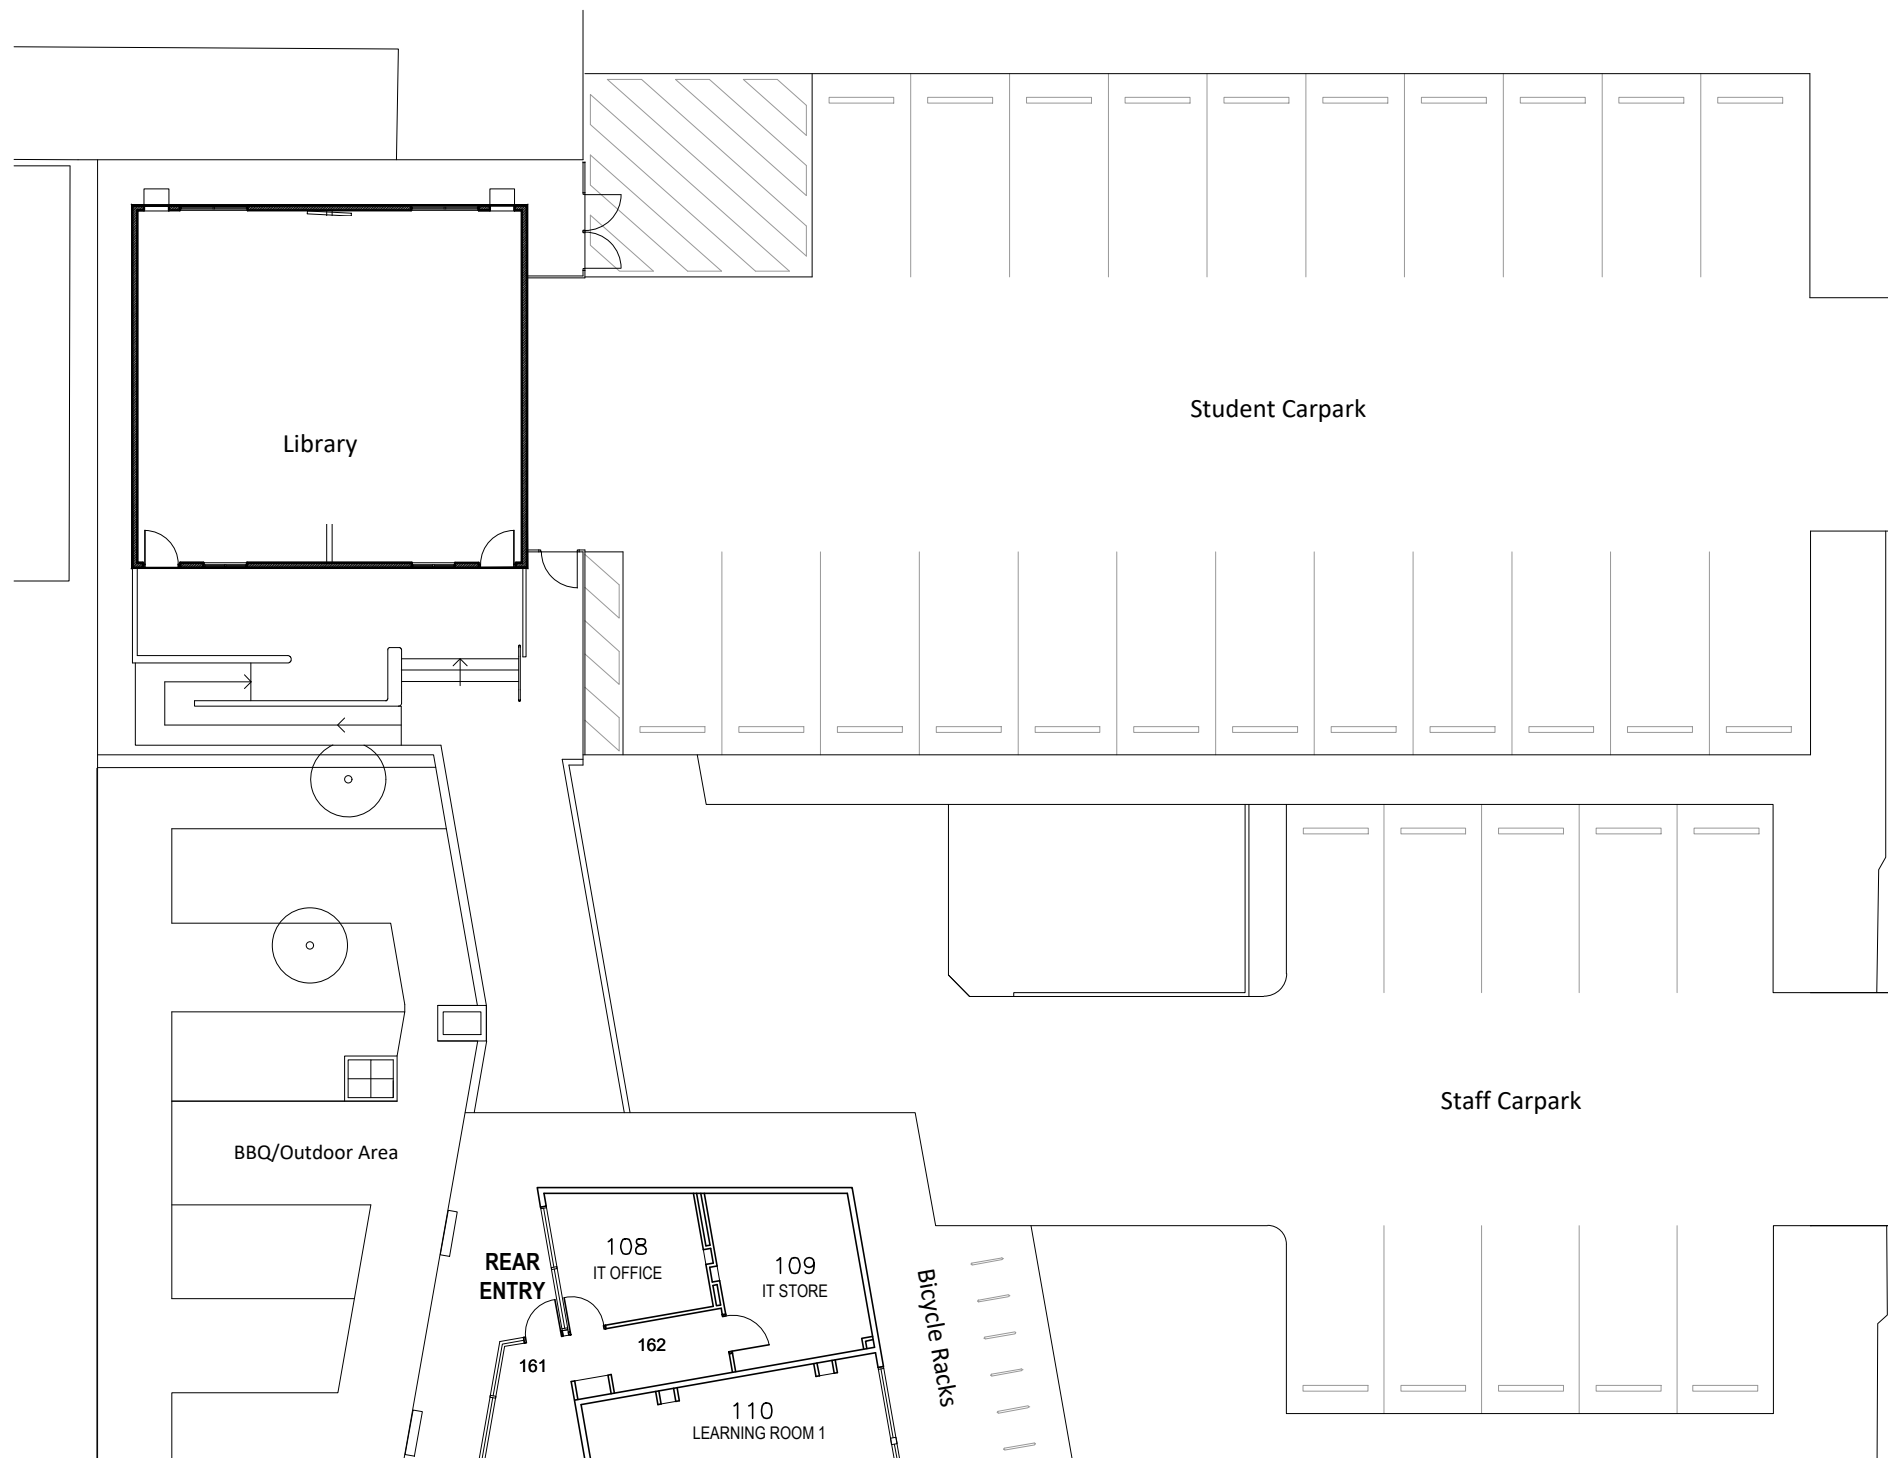 Student Carpark
Library
Staff Carpark
BBQ/Outdoor Area
REAR
ENTRY
108
IT OFFICE
109
IT STORE
Bicycle Racks
161
162
110
LEARNING ROOM 1